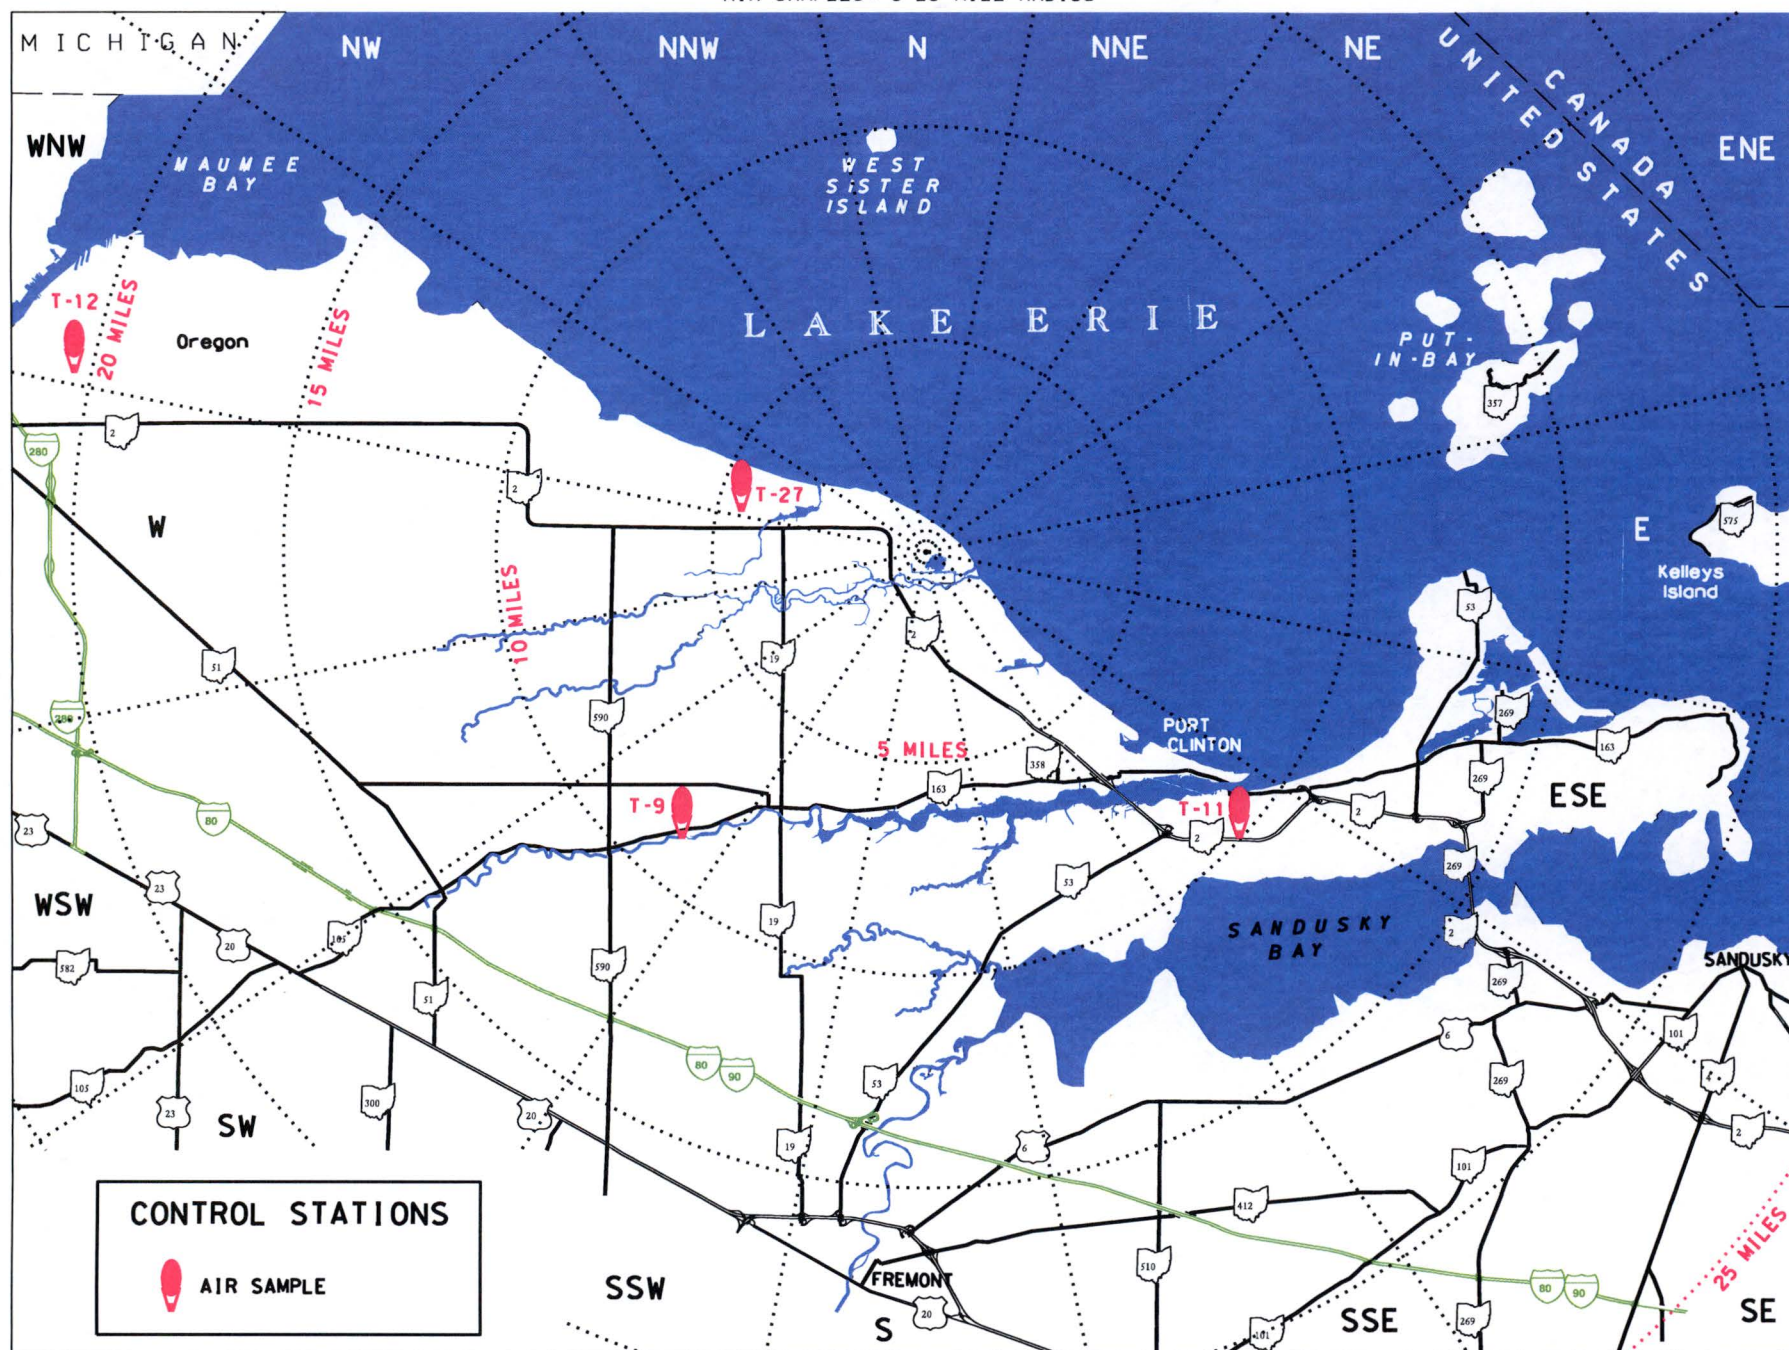 MICHIGAN
NW
NNW
N
NNE
NE
CANADA
UNITED STATES
WNW
ENE
MAUMEE
BAY
WEST
SISTER
ISLAND
T-12
20 MILES
Oregon
15 MILES
LAKE ERIE
PUT-
IN-BAY
357
2
280
2
T-27
W
E
575
Kelleys
Island
10 MILES
53
2
51
19
280
590
269
PORT
CLINTON
5 MILES
358
163
163
269
T-9
T-11
ESE
80
23
2
2
269
53
23
WSW
19
SANDUSKY
BAY
2
20
105
582
590
SANDUSKY
269
51
6
101
80
90
53
269
105
23
300
20
SW
19
6
2
101
412
CONTROL STATIONS
AIR SAMPLE
25 MILES
510
SSW
FREMONT
20
S
80
90
SSE
SE
101
269